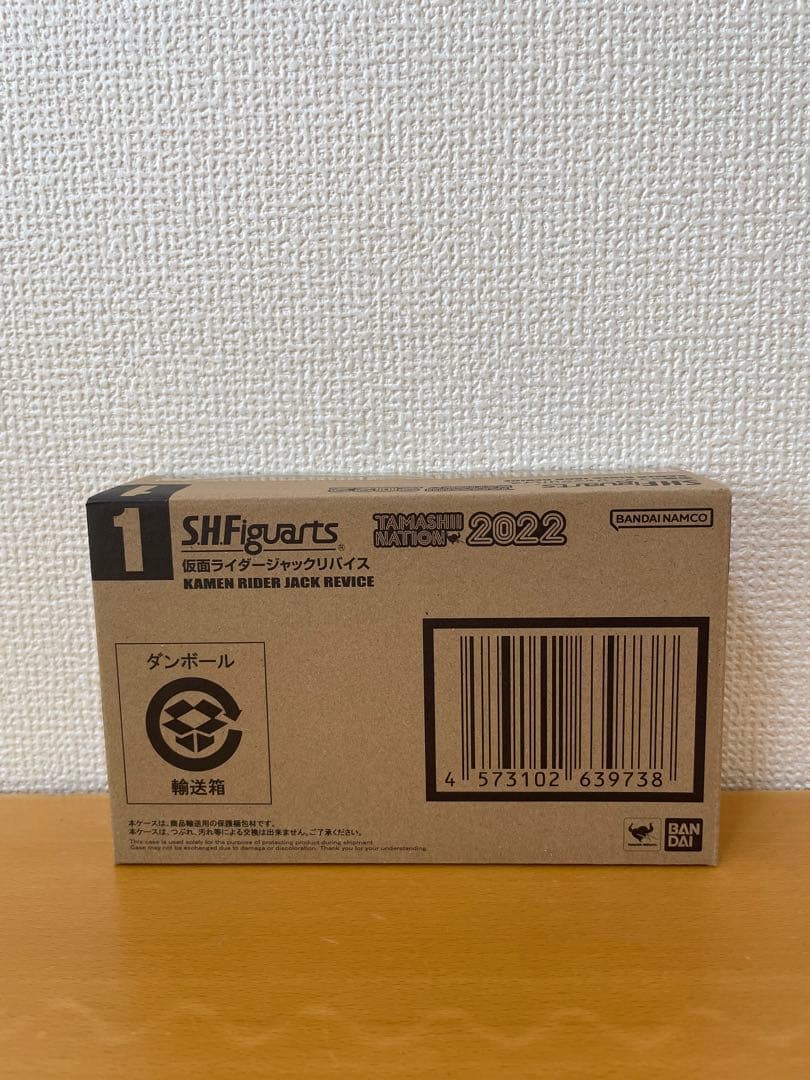 1
S.H.Figuarts®
仮面ライダージャックリバイス
KAMEN RIDER JACK REVICE
TAMASHII
NATION 2022
BANDAI NAMCO
ダンボール
輸送箱
4 573102 639738
本ケースは、商品輸送用の保護梱包材です。
本ケースは、つぶれ、汚れ等による交換は出来ません。ご了承ください。
This case is used solely for the purpose of protecting product during shipment.
Case may not be exchanged due to damage or discoloration. Thank you for your understanding.
BAN
DAI